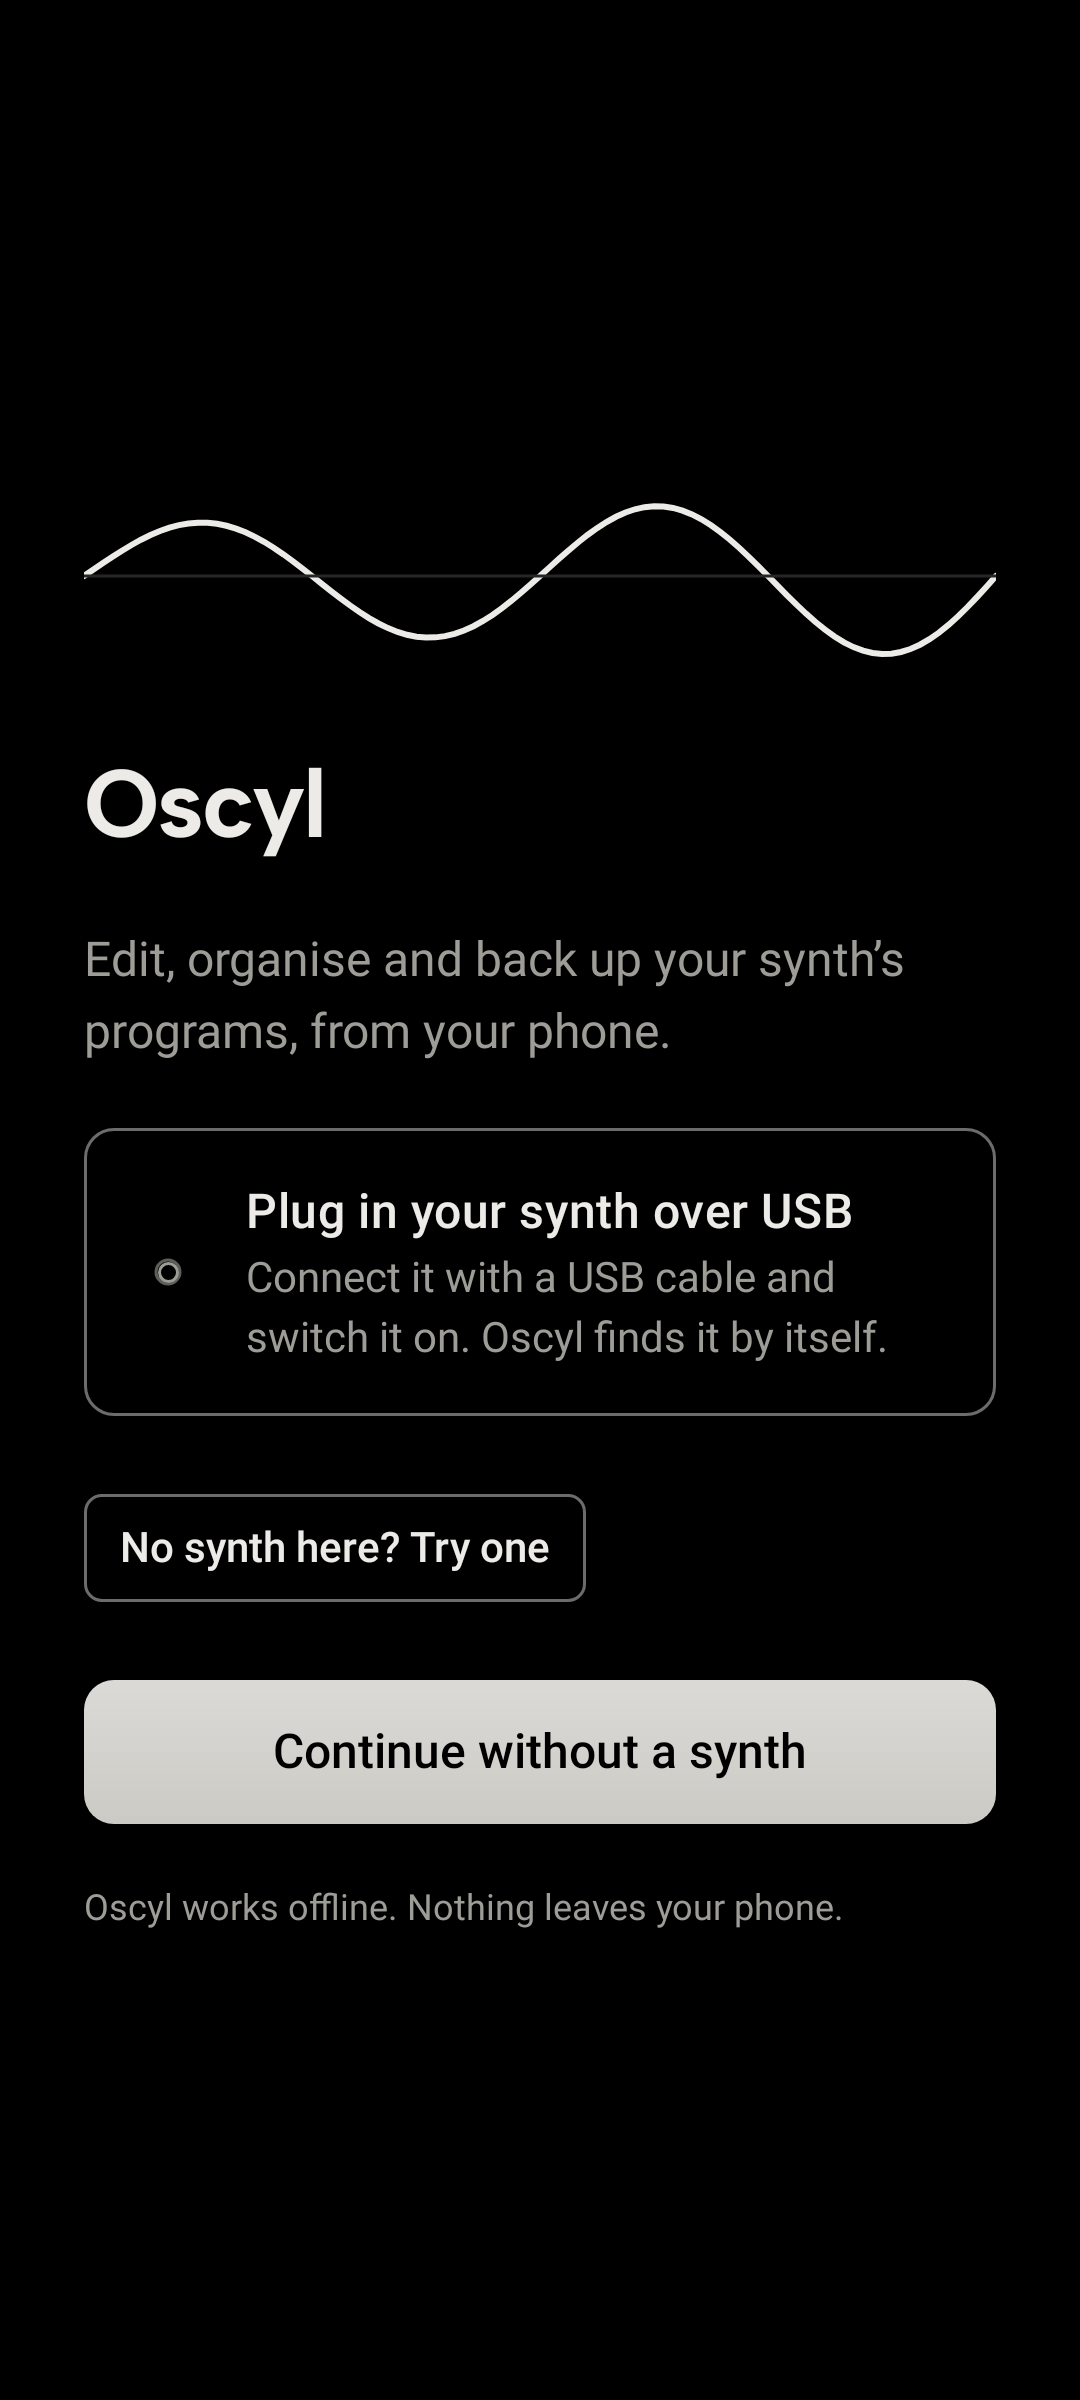 Oscyl
Edit, organise and back up your synth’s
programs, from your phone.
Plug in your synth over USB
Connect it with a USB cable and
switch it on. Oscyl finds it by itself.
No synth here? Try one
Continue without a synth
Oscyl works offline. Nothing leaves your phone.